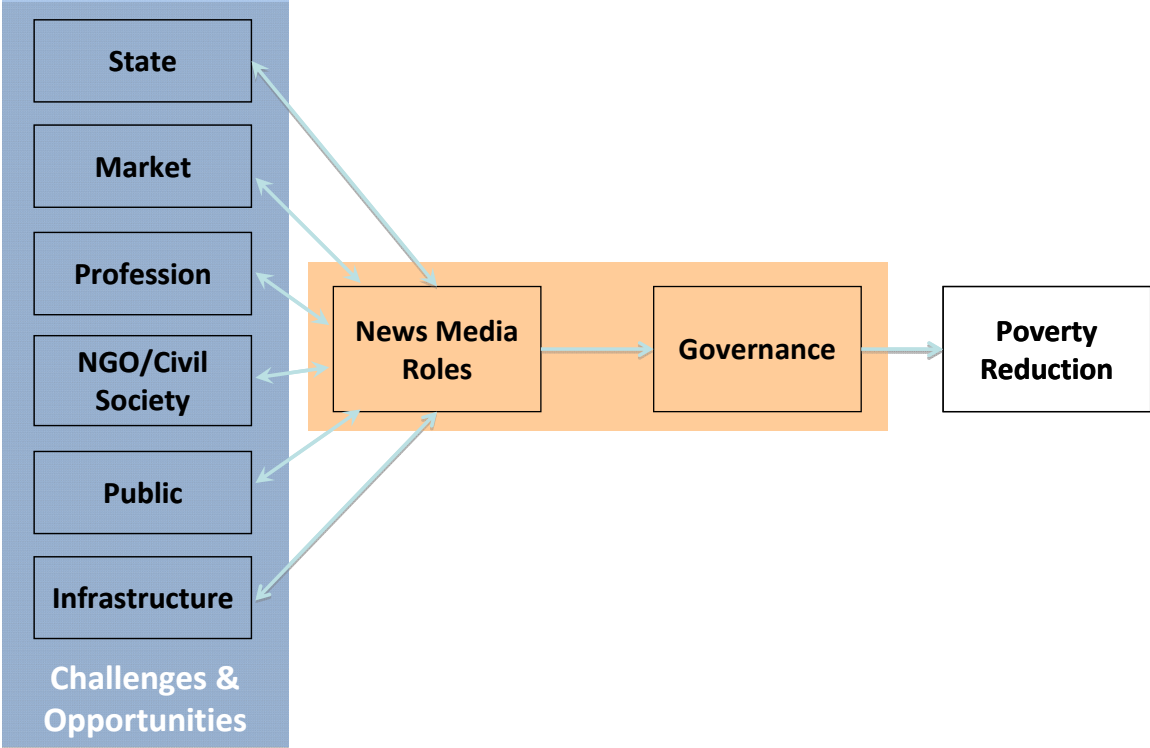 State
Market
Profession
NGO/Civil
Society
Public
Infrastructure
Challenges &
Opportunities
News Media
Roles
Governance
Poverty
Reduction